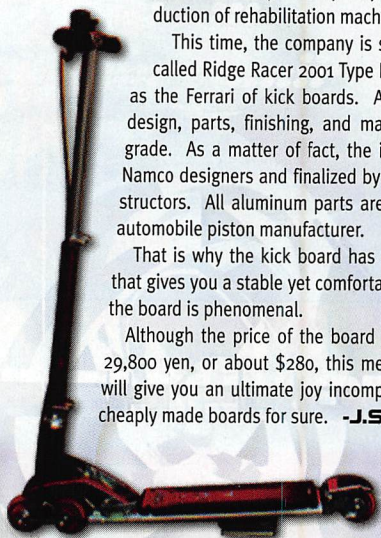 duction of rehabilitation mach
This time, the company is s
called Ridge Racer 2001 Type
as the Ferrari of kick boards. A
design, parts, finishing, and ma
grade. As a matter of fact, the i
Namco designers and finalized by
structors. All aluminum parts are
automobile piston manufacturer.
That is why the kick board has
that gives you a stable yet comforta
the board is phenomenal.
Although the price of the board
29,800 yen, or about $280, this me
will give you an ultimate joy incomp
cheaply made boards for sure. -J.S